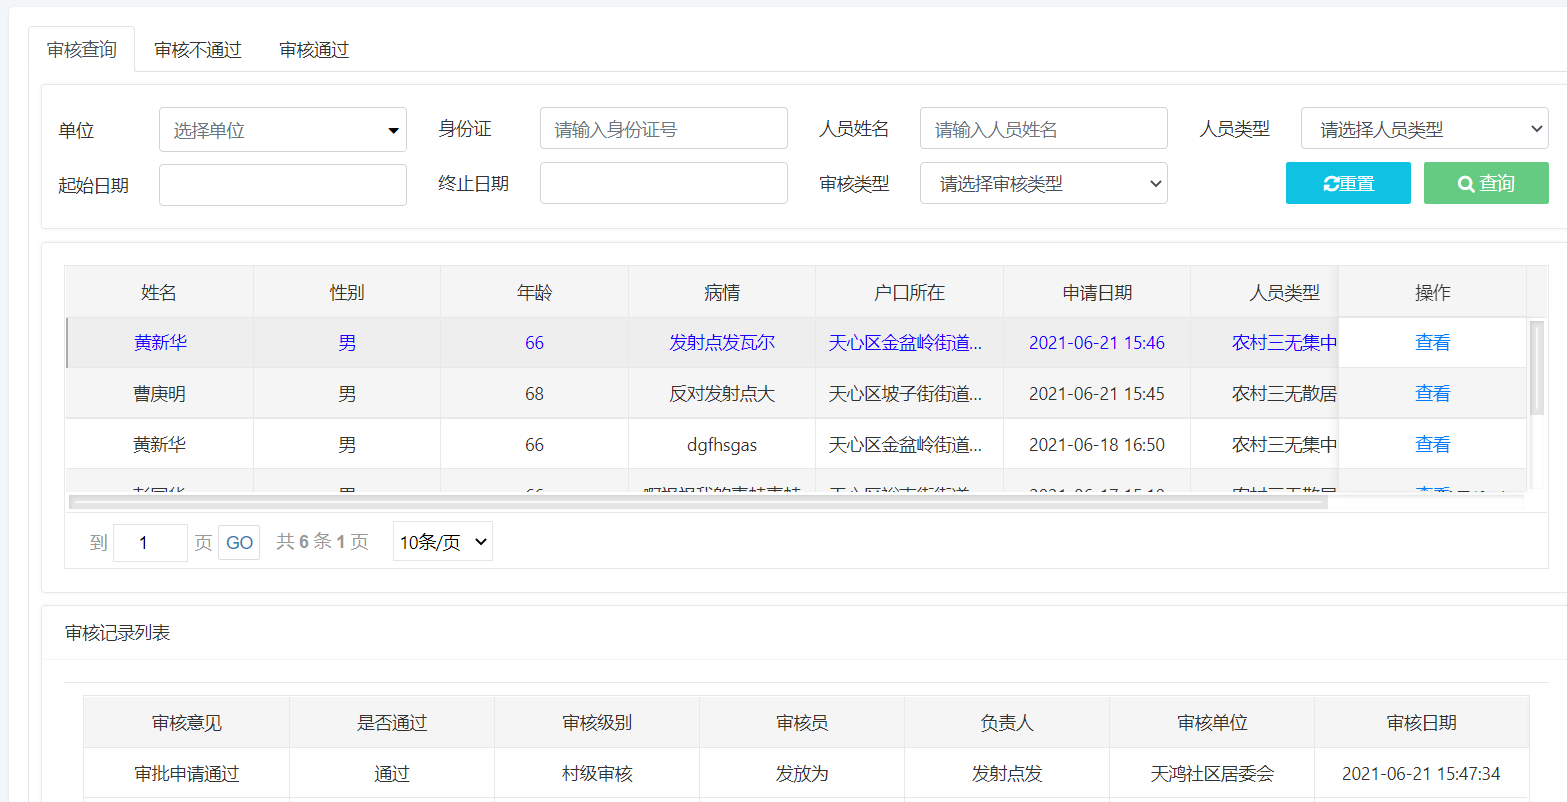 审核查询 审核不通过 审核通过
单位 选择单位 身份证 请输入身份证号 人员姓名 请输入人员姓名 人员类型 请选择人员类型
起始日期 终止日期 审核类型 请选择审核类型 重置 查询
姓名 性别 年龄 病情 户口所在 申请日期 人员类型 操作
黄新华 男 66 发射点发瓦尔 天心区金盆岭街道... 2021-06-21 15:46 农村三无集中 查看
曹庚明 男 68 反对发射点大 天心区坡子街街道... 2021-06-21 15:45 农村三无散居 查看
黄新华 男 66 dgfhsgas 天心区金盆岭街道... 2021-06-18 16:50 农村三无集中 查看
到 1 页 GO 共 6 条 1 页 10条/页
审核记录列表
审核意见 是否通过 审核级别 审核员 负责人 审核单位 审核日期
审批申请通过 通过 村级审核 发放为 发射点发 天鸿社区居委会 2021-06-21 15:47:34